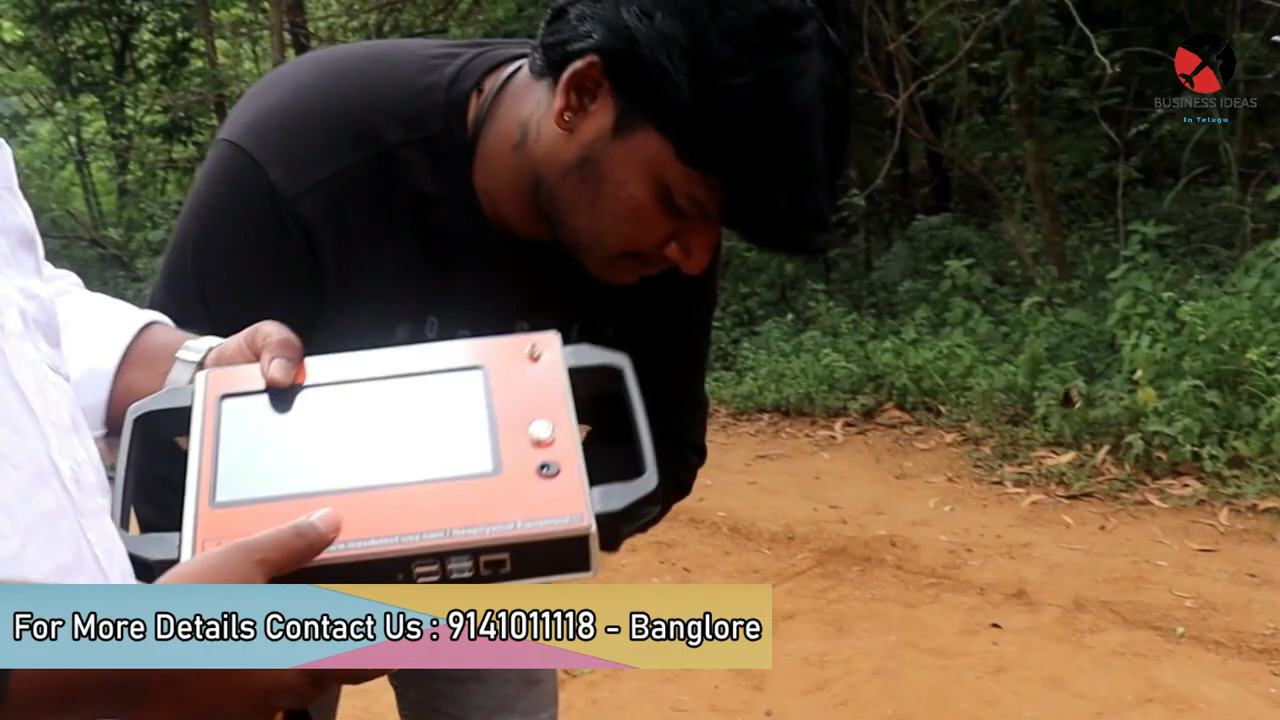 BUSINESS IDEAS
In Telugu
For More Details Contact Us : 9141011118 - Banglore